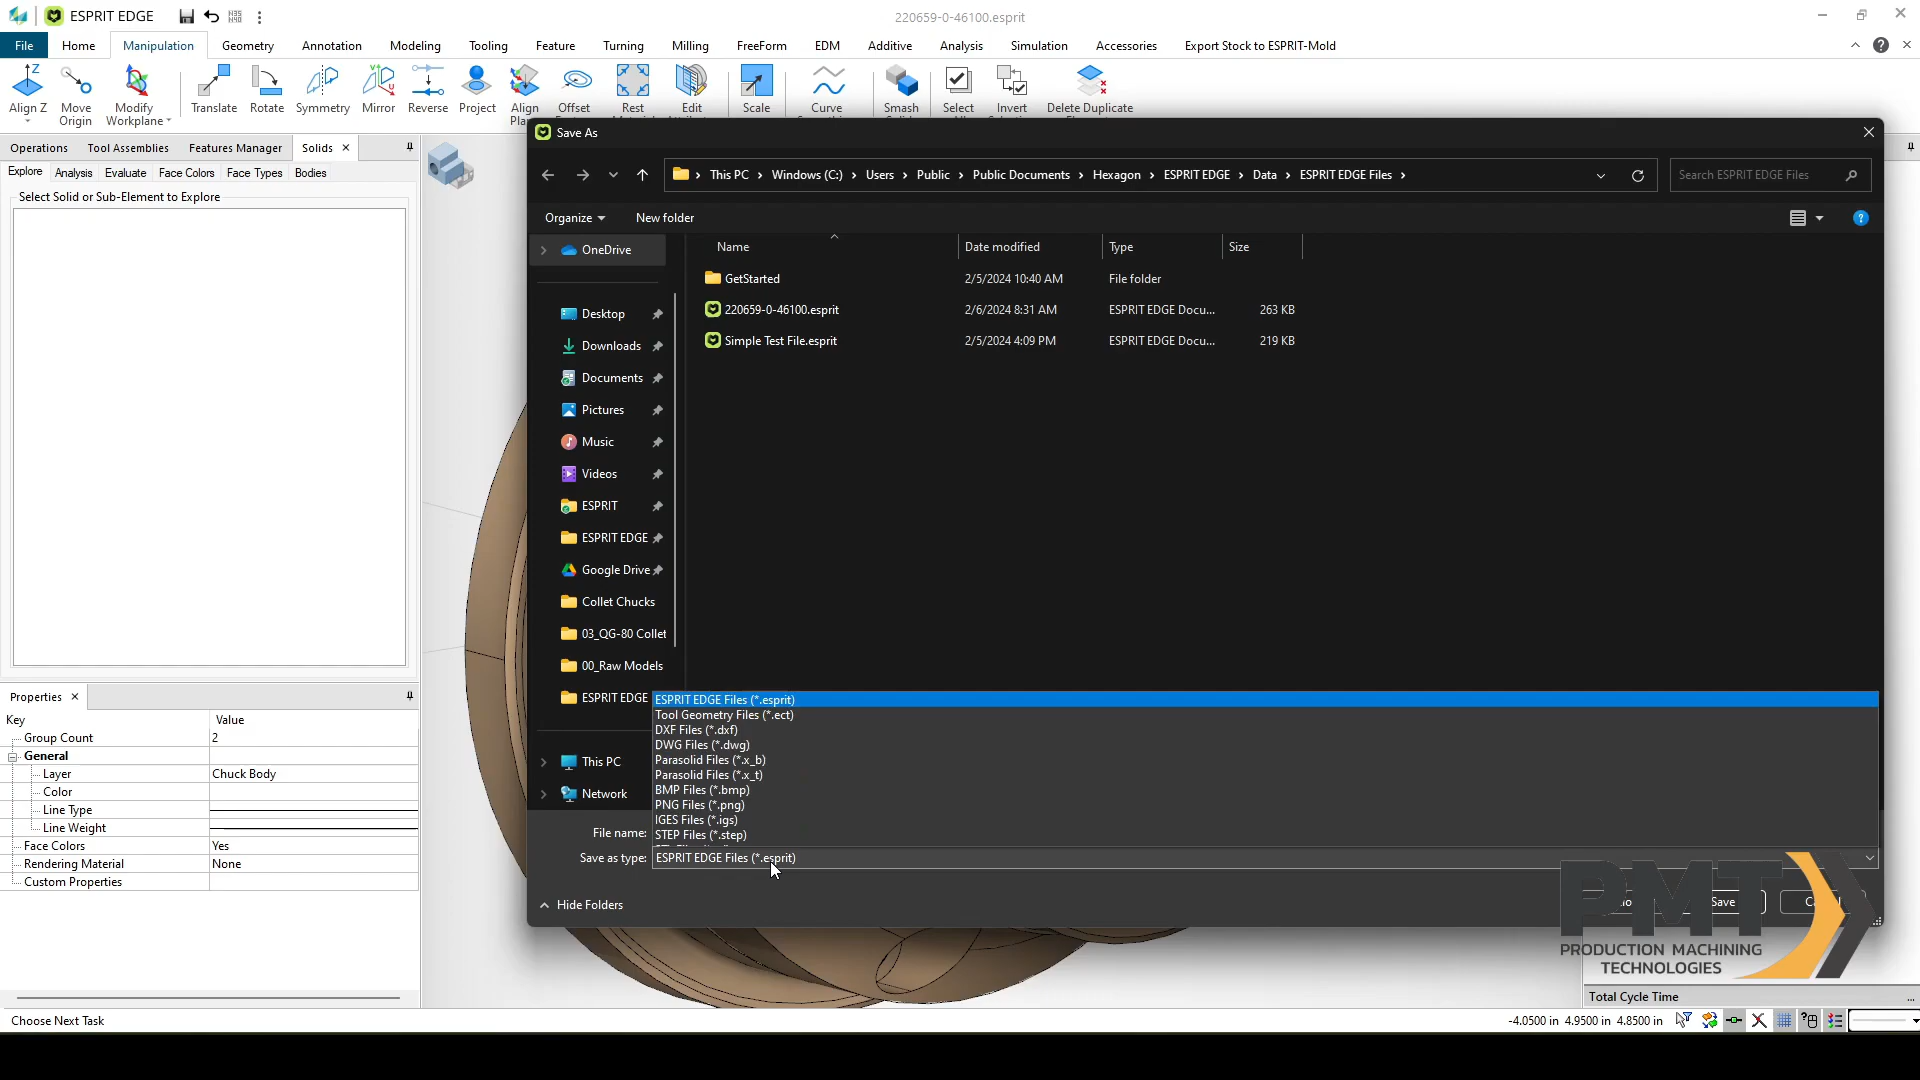 ESPRIT EDGE
220659-0-46100.esprit
File Home Manipulation Geometry Annotation Modeling Tooling Feature Turning Milling FreeForm EDM Additive Analysis Simulation Accessories Export Stock to ESPRIT-Mold
Align Z Move Origin Modify Workplane Translate Rotate Symmetry Mirror Reverse Project Align Offset Rest Edit Scale Curve Smash Select Invert Delete Duplicate
Operations Tool Assemblies Features Manager Solids
Explore Analysis Evaluate Face Colors Face Types Bodies
Select Solid or Sub-Element to Explore
Save As
This PC Windows (C:) Users Public Public Documents Hexagon ESPRIT EDGE Data ESPRIT EDGE Files
Search ESPRIT EDGE Files
Organize New folder
OneDrive
Desktop
Downloads
Documents
Pictures
Music
Videos
ESPRIT
ESPRIT EDGE
Google Drive
Collet Chucks
03_QG-80 Collet
00_Raw Models
ESPRIT EDGE
This PC
Network
Name Date modified Type Size
GetStarted 2/5/2024 10:40 AM File folder
220659-0-46100.esprit 2/6/2024 8:31 AM ESPRIT EDGE Docu... 263 KB
Simple Test File.esprit 2/5/2024 4:09 PM ESPRIT EDGE Docu... 219 KB
ESPRIT EDGE Files (*.esprit)
Tool Geometry Files (*.ect)
DXF Files (*.dxf)
DWG Files (*.dwg)
Parasolid Files (*.x_b)
Parasolid Files (*.x_t)
BMP Files (*.bmp)
PNG Files (*.png)
IGES Files (*.igs)
STEP Files (*.step)
File name:
Save as type: ESPRIT EDGE Files (*.esprit)
Hide Folders
Save
Properties
Key Value
Group Count 2
General
Layer Chuck Body
Color
Line Type
Line Weight
Face Colors Yes
Rendering Material None
Custom Properties
PMT
PRODUCTION MACHINING
TECHNOLOGIES
Total Cycle Time ...
Choose Next Task
-4.0500 in 4.9500 in 4.8500 in